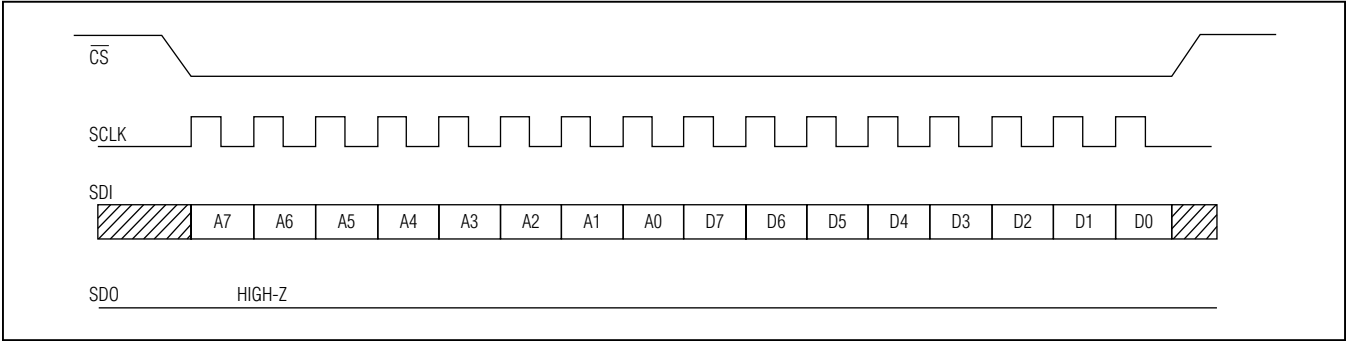 C̅S̅
SCLK
SDI
A7 A6 A5 A4 A3 A2 A1 A0 D7 D6 D5 D4 D3 D2 D1 D0
SDO HIGH-Z